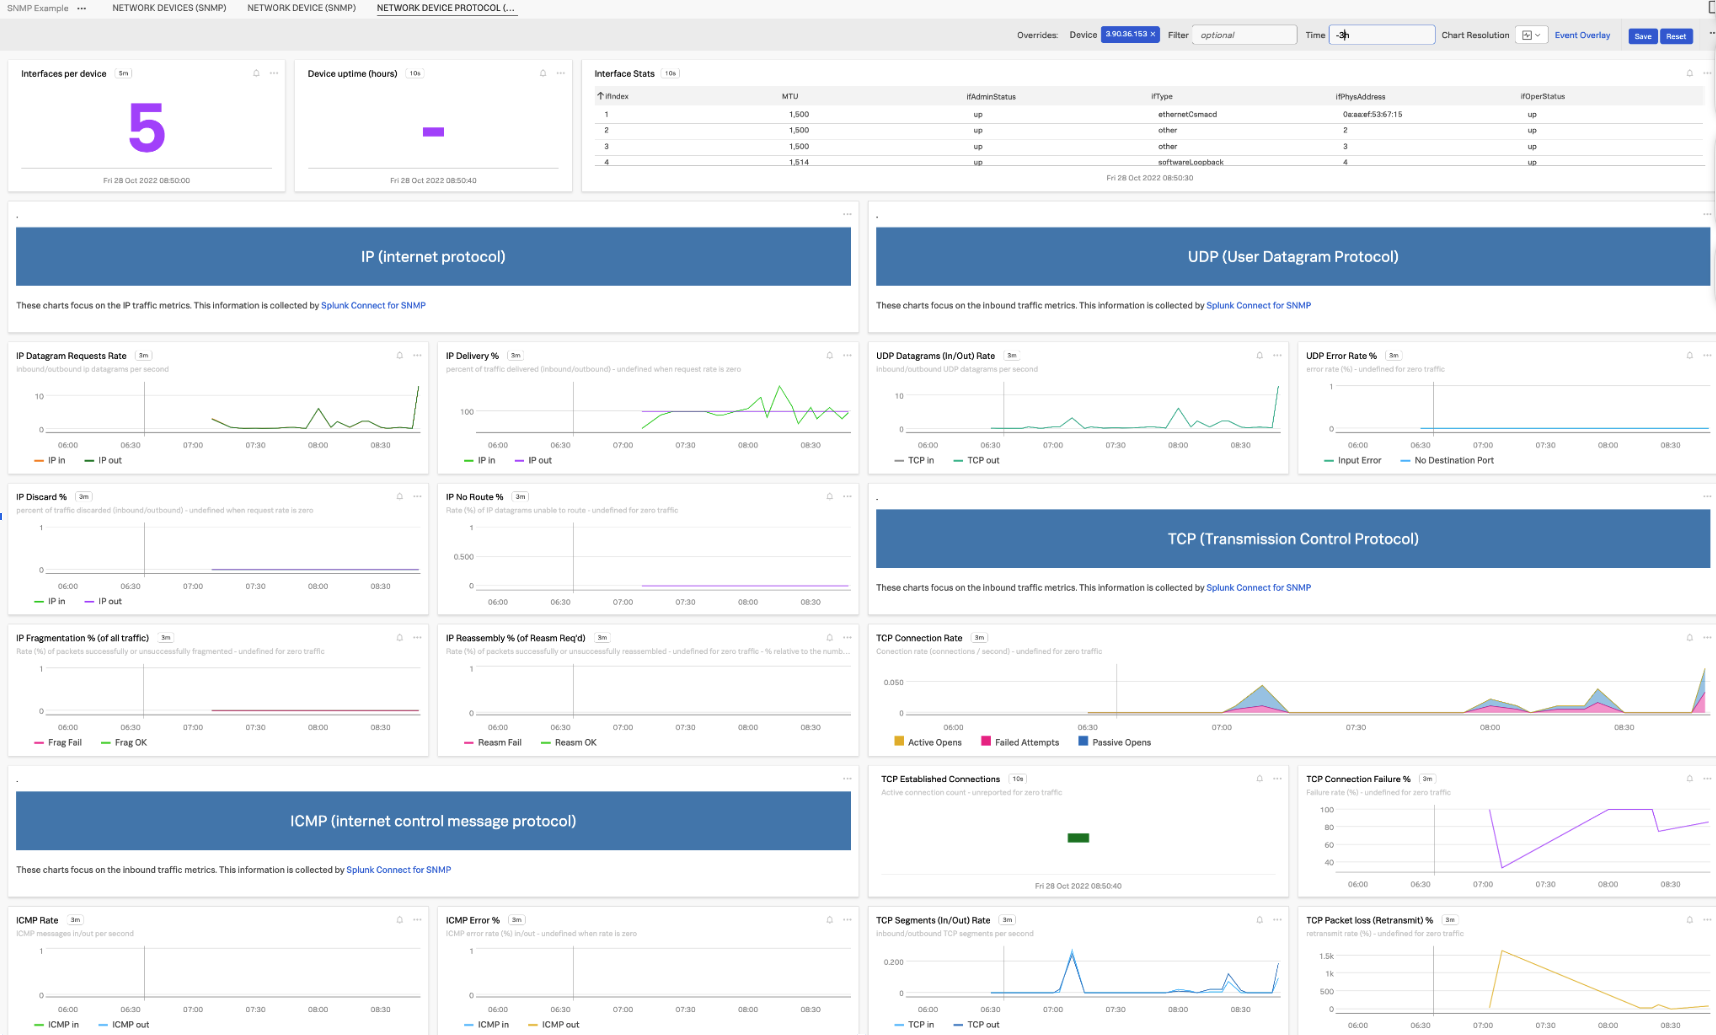 SNMP Example ··· NETWORK DEVICES (SNMP) NETWORK DEVICE (SNMP) NETWORK DEVICE PROTOCOL (...
Overrides: Device 3.90.36.153 × Filter optional Time -3h Chart Resolution Event Overlay Save Reset
Interfaces per device 5m
5
Fri 28 Oct 2022 08:50:00
Device uptime (hours) 10s
-
Fri 28 Oct 2022 08:50:40
Interface Stats 10s
↑ ifIndex MTU ifAdminStatus ifType ifPhysAddress ifOperStatus
1 1,500 up ethernetCsmacd 0a:aa:ef:53:67:15 up
2 1,500 up other 2 up
3 1,500 up other 3 up
4 1,514 up softwareLoopback 4 up
Fri 28 Oct 2022 08:50:30
.
IP (internet protocol)
These charts focus on the IP traffic metrics. This information is collected by Splunk Connect for SNMP
.
UDP (User Datagram Protocol)
These charts focus on the inbound traffic metrics. This information is collected by Splunk Connect for SNMP
IP Datagram Requests Rate 3m
inbound/outbound ip datagrams per second
10
0
06:00 06:30 07:00 07:30 08:00 08:30
IP in IP out
IP Delivery % 3m
percent of traffic delivered (inbound/outbound) - undefined when request rate is zero
100
06:00 06:30 07:00 07:30 08:00 08:30
IP in IP out
UDP Datagrams (In/Out) Rate 3m
inbound/outbound UDP datagrams per second
10
0
06:00 06:30 07:00 07:30 08:00 08:30
TCP in TCP out
UDP Error Rate % 3m
error rate (%) - undefined for zero traffic
1
0
06:00 06:30 07:00 07:30 08:00 08:30
Input Error No Destination Port
IP Discard % 3m
percent of traffic discarded (inbound/outbound) - undefined when request rate is zero
1
0
06:00 06:30 07:00 07:30 08:00 08:30
IP in IP out
IP No Route % 3m
Rate (%) of IP datagrams unable to route - undefined for zero traffic
1
0.500
0
06:00 06:30 07:00 07:30 08:00 08:30
.
TCP (Transmission Control Protocol)
These charts focus on the inbound traffic metrics. This information is collected by Splunk Connect for SNMP
IP Fragmentation % (of all traffic) 3m
Rate (%) of packets successfully or unsuccessfully fragmented - undefined for zero traffic
1
0
06:00 06:30 07:00 07:30 08:00 08:30
Frag Fail Frag OK
IP Reassembly % (of Reasm Req'd) 3m
Rate (%) of packets successfully or unsuccessfully reassembled - undefined for zero traffic - % relative to the numb...
1
0
06:00 06:30 07:00 07:30 08:00 08:30
Reasm Fail Reasm OK
TCP Connection Rate 3m
Conection rate (connections / second) - undefined for zero traffic
0.050
0
06:00 06:30 07:00 07:30 08:00 08:30
Active Opens Failed Attempts Passive Opens
.
ICMP (internet control message protocol)
These charts focus on the inbound traffic metrics. This information is collected by Splunk Connect for SNMP
TCP Established Connections 10s
Active connection count - unreported for zero traffic
-
Fri 28 Oct 2022 08:50:40
TCP Connection Failure % 3m
Failure rate (%) - undefined for zero traffic
100
80
60
40
06:00 06:30 07:00 07:30 08:00 08:30
ICMP Rate 3m
ICMP messages in/out per second
1
0
06:00 06:30 07:00 07:30 08:00 08:30
ICMP in ICMP out
ICMP Error % 3m
ICMP error rate (%) in/out - undefined when rate is zero
1
0
06:00 06:30 07:00 07:30 08:00 08:30
ICMP in ICMP out
TCP Segments (In/Out) Rate 3m
inbound/outbound TCP segments per second
0.200
0
06:00 06:30 07:00 07:30 08:00 08:30
TCP in TCP out
TCP Packet loss (Retransmit) % 3m
retransmit rate (%) - undefined for zero traffic
1.5k
1k
500
0
06:00 06:30 07:00 07:30 08:00 08:30